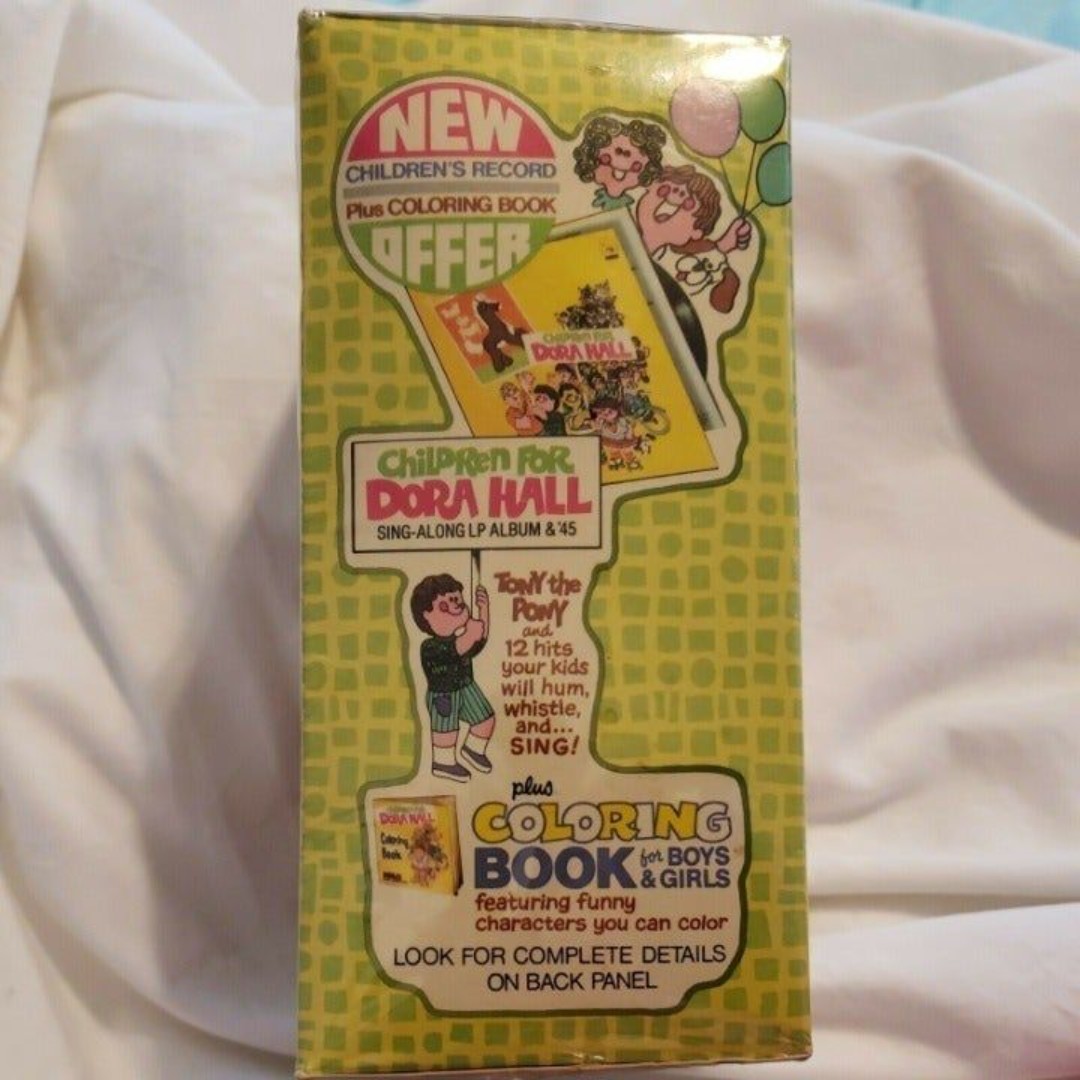 NEW
CHILDREN'S RECORD
Plus COLORING BOOK
OFFER
CHILDREN FOR
DORA HALL
CHILDREN FOR
DORA HALL
SING-ALONG LP ALBUM & '45
TONY the
PONY
and
12 hits
your kids
will hum,
whistle,
and...
SING!
plus
COLORING
BOOK for BOYS
& GIRLS
featuring funny
characters you can color
DORA HALL
Coloring
Book
LOOK FOR COMPLETE DETAILS
ON BACK PANEL